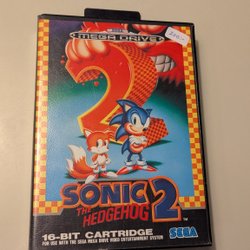 MEGA DRIVE
2
SONIC
THE
HEDGEHOG 2
16-BIT CARTRIDGE
FOR USE WITH THE SEGA MEGA DRIVE VIDEO ENTERTAINMENT SYSTEM
SEGA